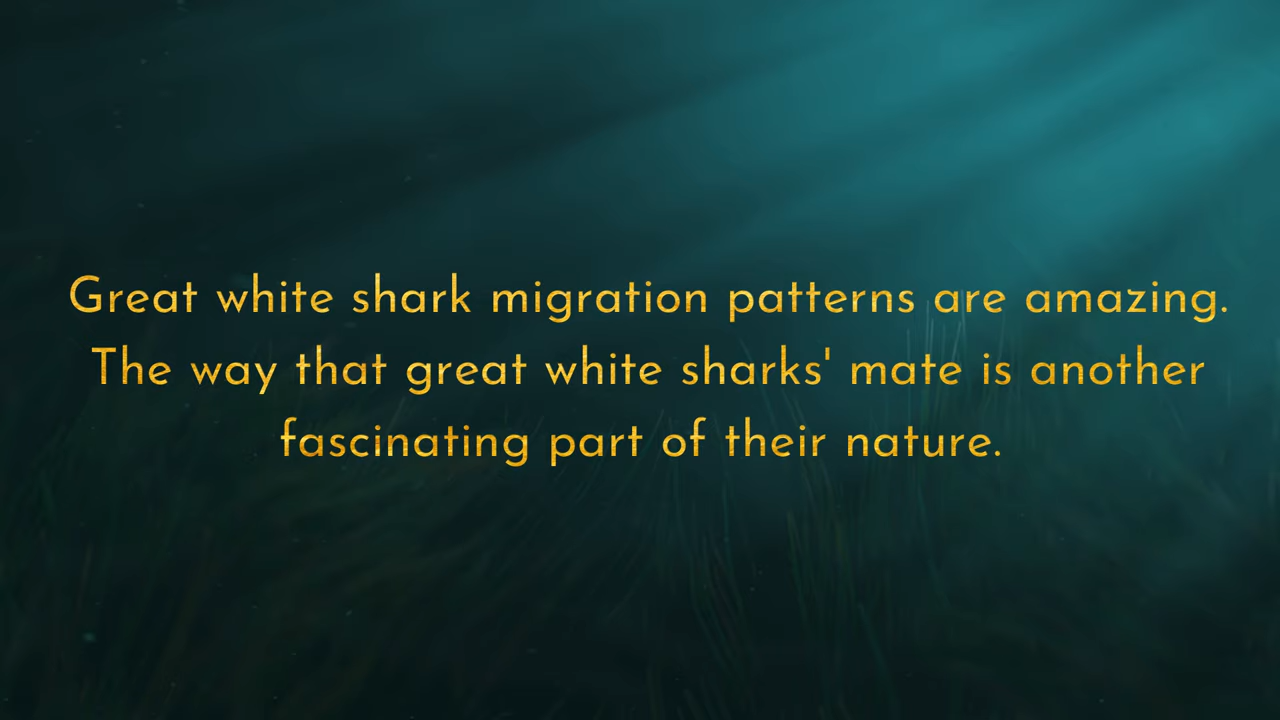 Great white shark migration patterns are amazing.
The way that great white sharks' mate is another
fascinating part of their nature.